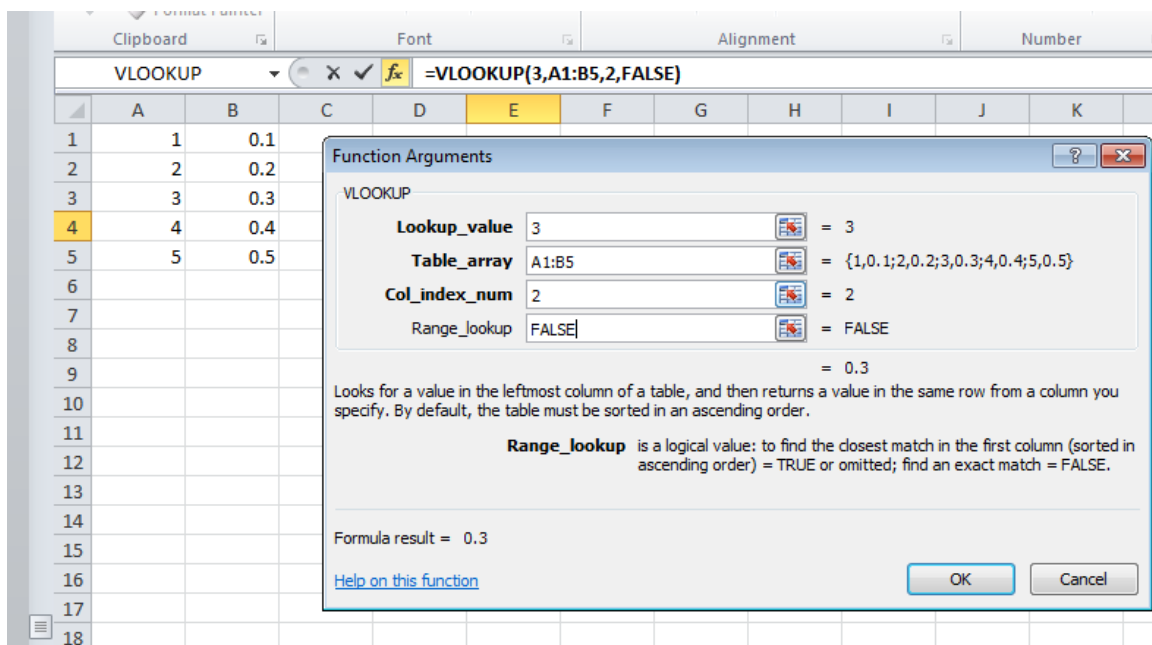 Format Painter
Clipboard Font Alignment Number
VLOOKUP fx =VLOOKUP(3,A1:B5,2,FALSE)
A B C D E F G H I J K
1 1 0.1
2 2 0.2
3 3 0.3
4 4 0.4
5 5 0.5
6
7
8
9
10
11
12
13
14
15
16
17
18
Function Arguments ?
VLOOKUP
Lookup_value 3 = 3
Table_array A1:B5 = {1,0.1;2,0.2;3,0.3;4,0.4;5,0.5}
Col_index_num 2 = 2
Range_lookup FALSE = FALSE
= 0.3
Looks for a value in the leftmost column of a table, and then returns a value in the same row from a column you
specify. By default, the table must be sorted in an ascending order.
Range_lookup is a logical value: to find the closest match in the first column (sorted in
ascending order) = TRUE or omitted; find an exact match = FALSE.
Formula result = 0.3
Help on this function OK Cancel